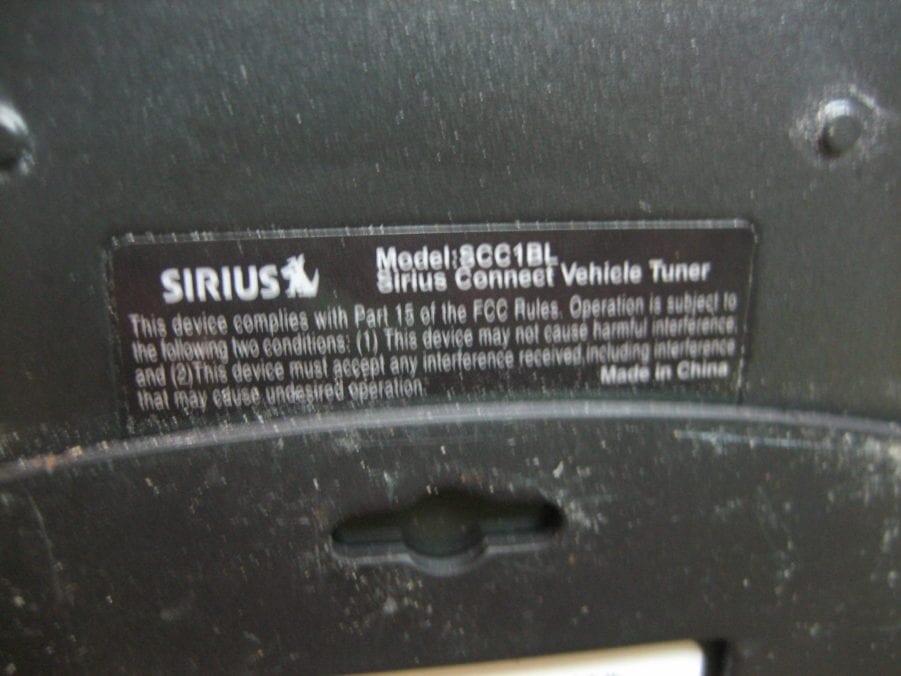 SIRIUS
Model:SCC1BL
Sirius Connect Vehicle Tuner
This device complies with Part 15 of the FCC Rules. Operation is subject to
the following two conditions: (1) This device may not cause harmful interference
and (2)This device must accept any interference received,including interference
that may cause undesired operation.
Made in China